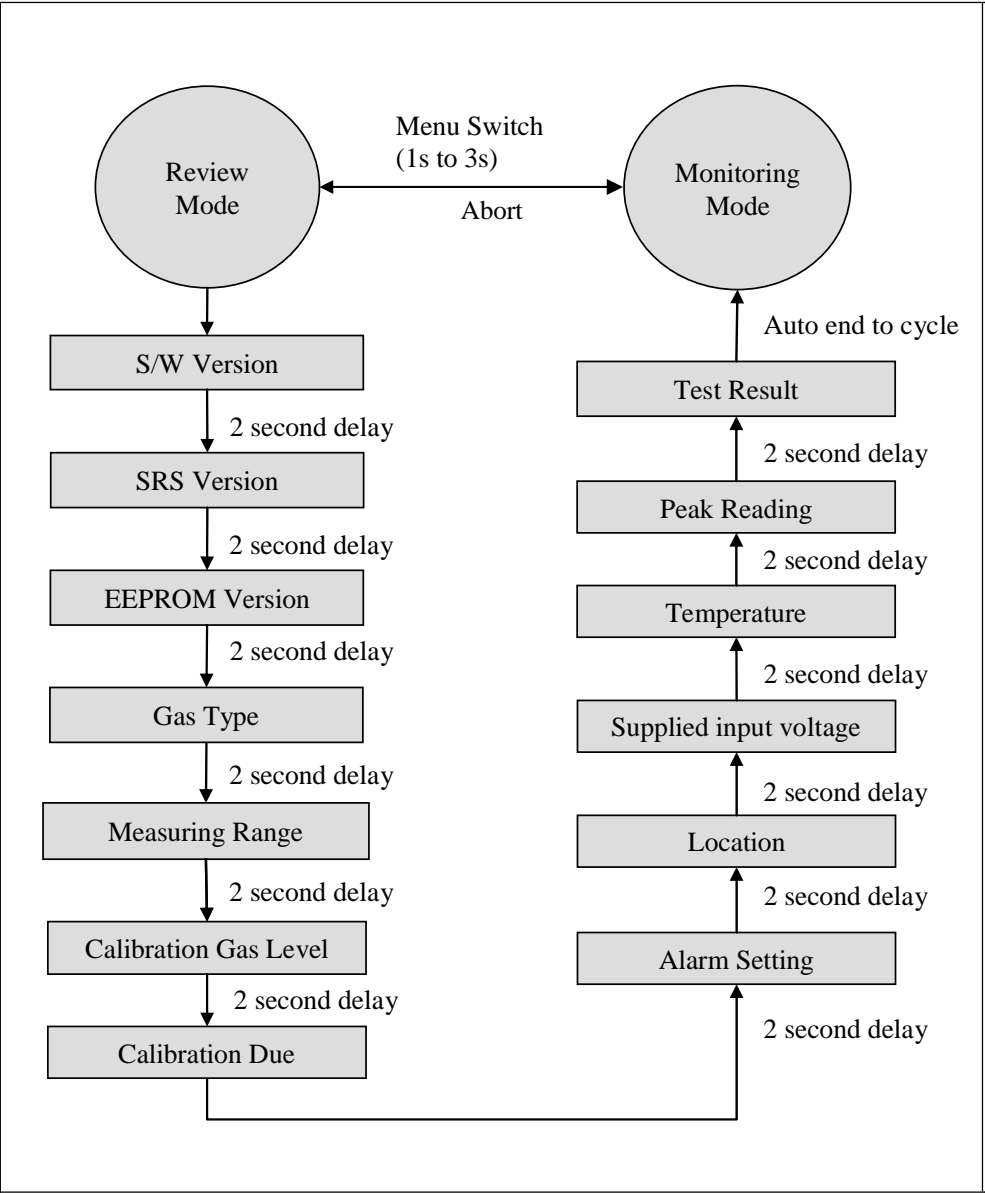 Menu Switch
(1s to 3s)
Review
Mode
Monitoring
Mode
Abort
S/W Version
2 second delay
SRS Version
2 second delay
EEPROM Version
2 second delay
Gas Type
2 second delay
Measuring Range
2 second delay
Calibration Gas Level
2 second delay
Calibration Due
Auto end to cycle
Test Result
2 second delay
Peak Reading
2 second delay
Temperature
2 second delay
Supplied input voltage
2 second delay
Location
2 second delay
Alarm Setting
2 second delay